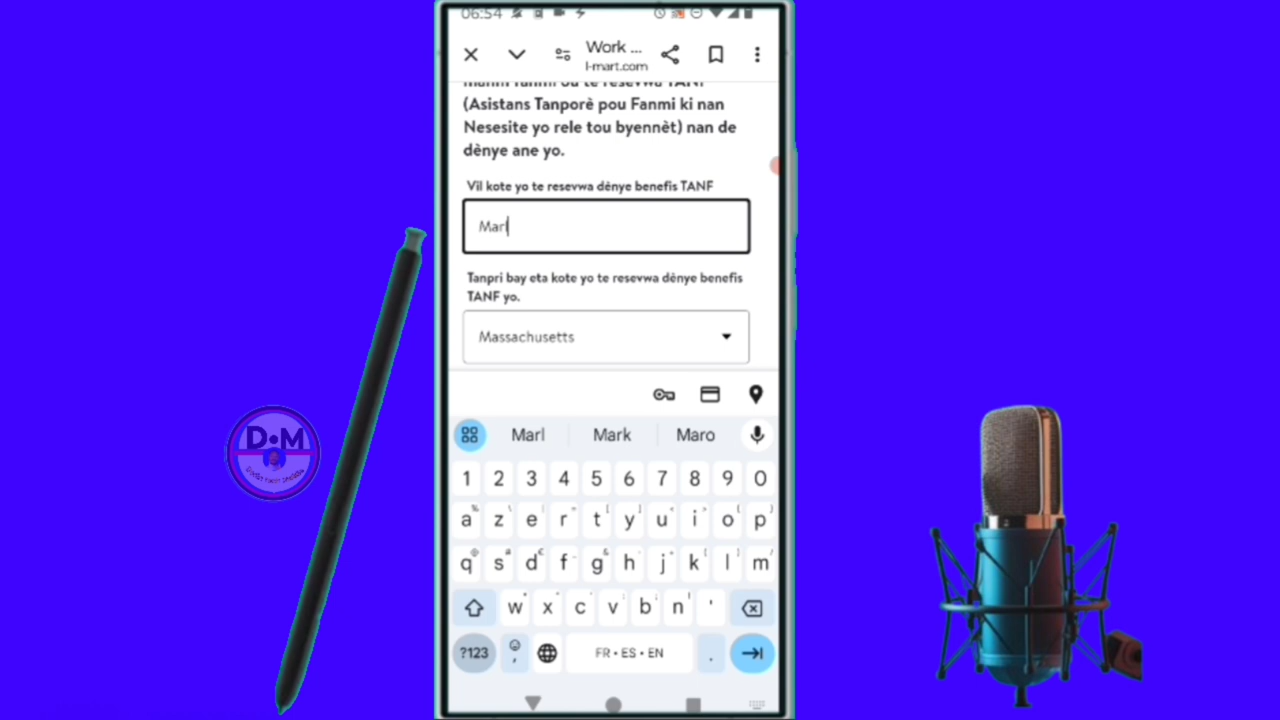 06:54
Work ...
l-mart.com
(Asistans Tanporè pou Fanmi ki nan
Nesesite yo rele tou byennèt) nan de
dènye ane yo.
Vil kote yo te resevwa dènye benefis TANF
Marl
Tanpri bay eta kote yo te resevwa dènye benefis
TANF yo.
Massachusetts
Marl Mark Maro
1 2 3 4 5 6 7 8 9 0
a z e r t y u i o p
q s d f g h j k l m
w x c v b n '
?123 , FR • ES • EN .
D•M